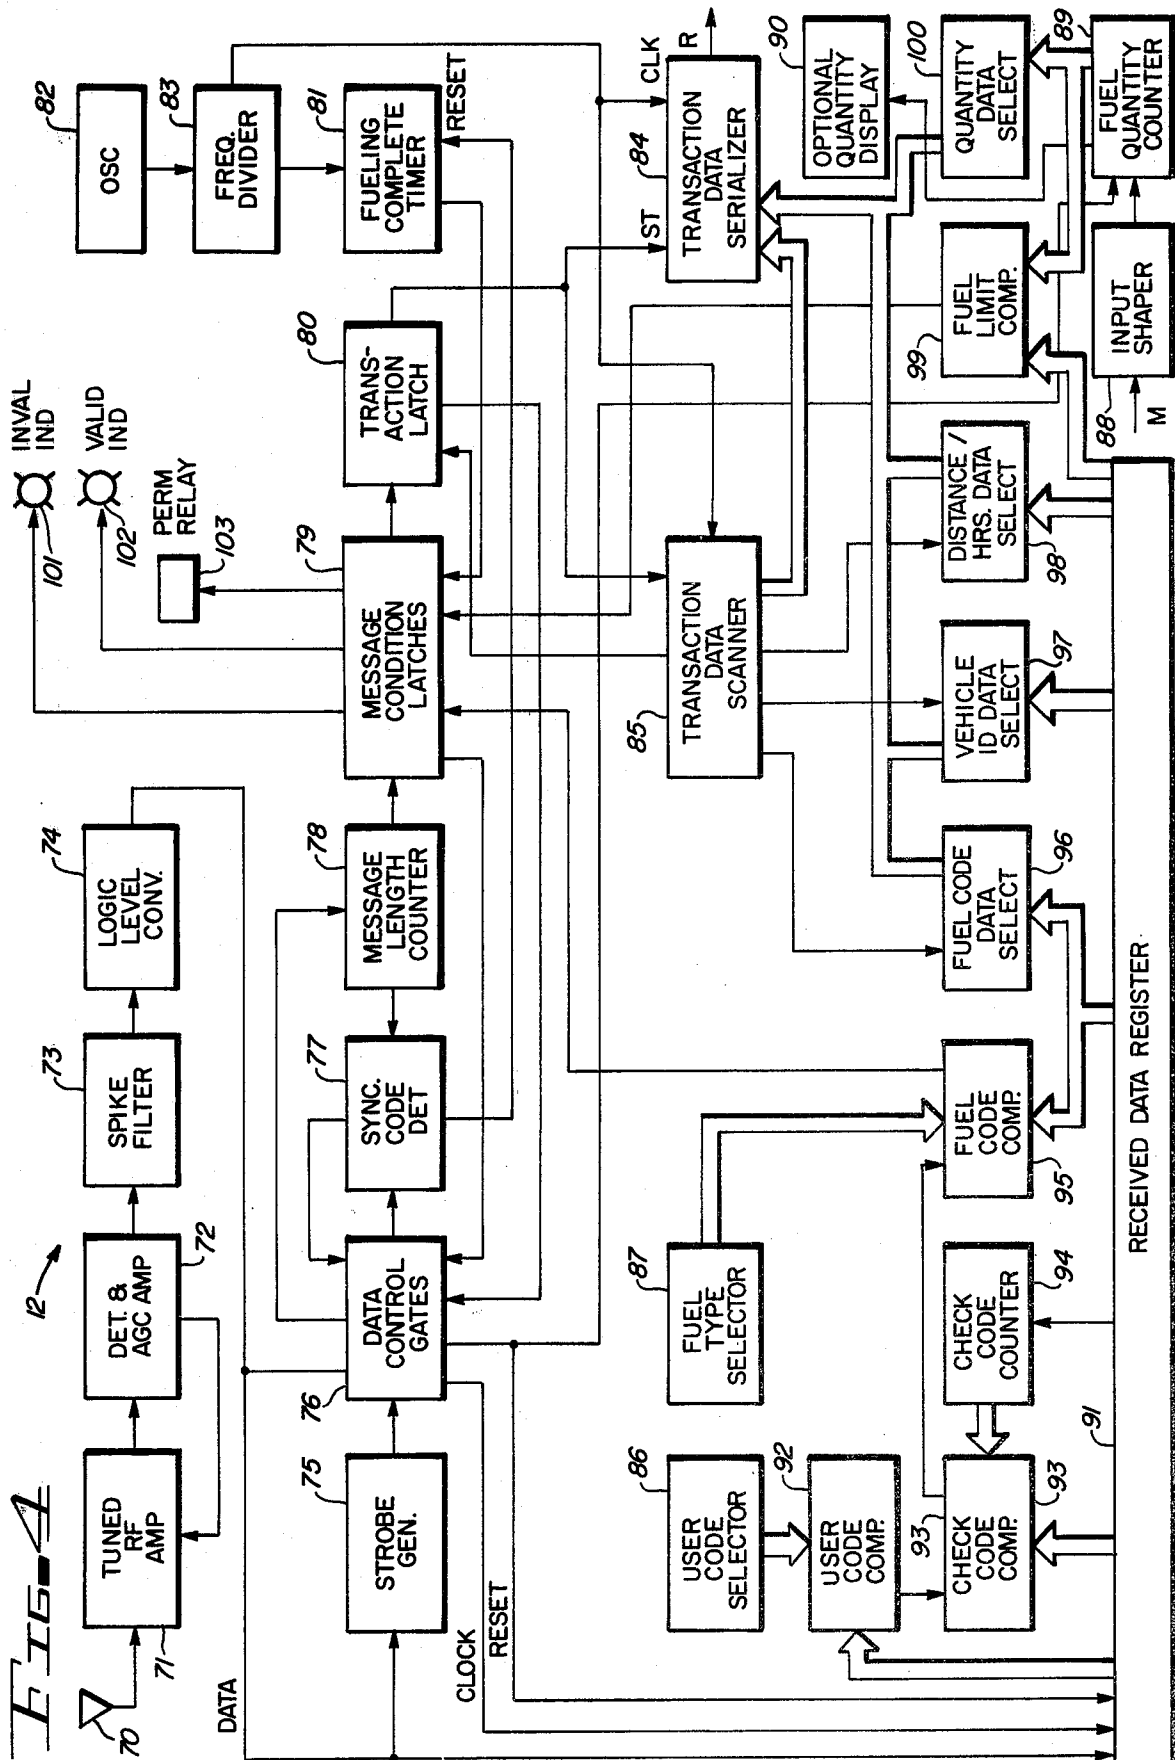 FIG. 4
12
70
TUNED
RF
AMP
71
DET. &
AGC AMP
72
SPIKE
FILTER
73
LOGIC
LEVEL
CONV.
74
INVAL
IND
101
VALID
IND
102
PERM
RELAY
103
OSC
82
FREQ.
DIVIDER
83
DATA
STROBE
GEN.
75
DATA
CONTROL
GATES
76
SYNC.
CODE
DET
77
MESSAGE
LENGTH
COUNTER
78
MESSAGE
CONDITION
LATCHES
79
TRANS-
ACTION
LATCH
80
FUELING
COMPLETE
TIMER
81
RESET
CLOCK
RESET
USER
CODE
SELECTOR
86
FUEL
TYPE
SELECTOR
87
TRANSACTION
DATA
SCANNER
85
TRANSACTION
DATA
SERIALIZER
84
ST
CLK
R
USER
CODE
COMP.
92
OPTIONAL
QUANTITY
DISPLAY
90
CHECK
CODE
COMP.
93
93
CHECK
CODE
COUNTER
94
FUEL
CODE
COMP.
95
FUEL CODE
DATA
SELECT
96
VEHICLE
ID DATA
SELECT
97
DISTANCE /
HRS. DATA
SELECT
98
FUEL
LIMIT
COMP.
99
QUANTITY
DATA
SELECT
100
91
RECEIVED DATA REGISTER
M
INPUT
SHAPER
88
FUEL
QUANTITY
COUNTER
89